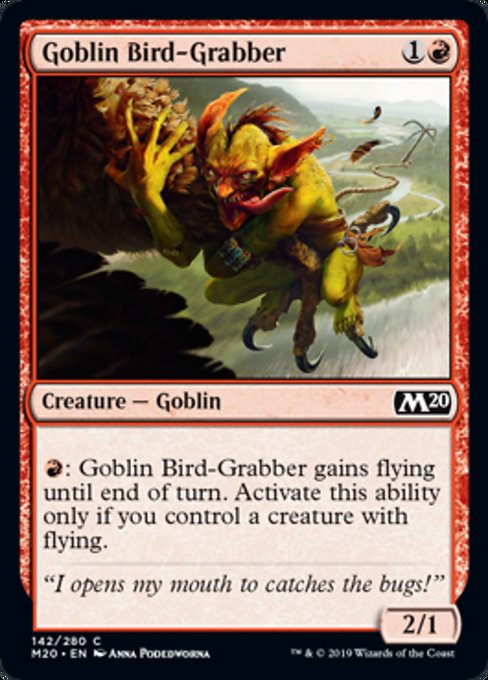 Goblin Bird-Grabber 1
Creature — Goblin M20
: Goblin Bird-Grabber gains flying
until end of turn. Activate this ability
only if you control a creature with
flying.
“I opens my mouth to catches the bugs!”
2/1
142/280 C
M20 • EN Anna Podedworna ™ & © 2019 Wizards of the Coast